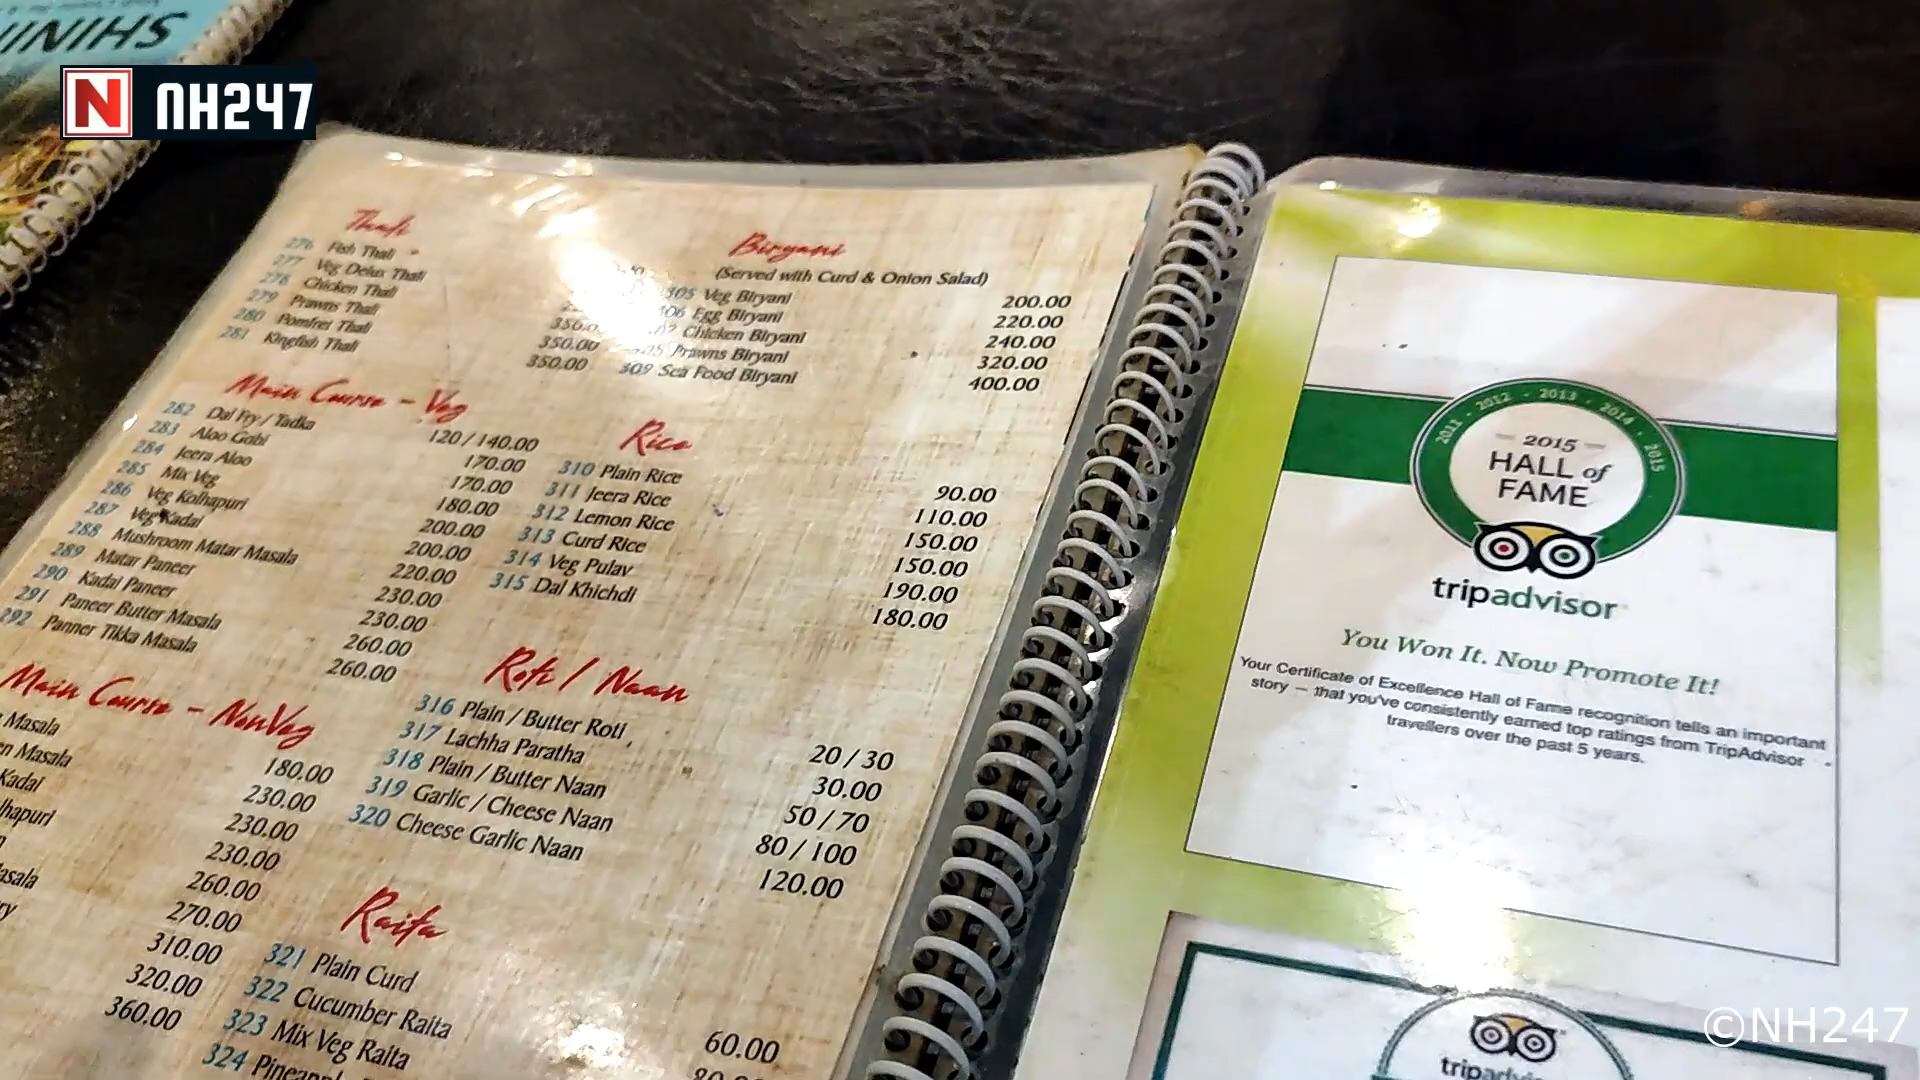 SHINI
N NH247
Thali
276 Fish Thali
277 Veg Delux Thali
278 Chicken Thali
279 Prawns Thali
280 Pomfret Thali 350.00
281 Kingfish Thali 350.00
Main Course - Veg
282 Dal Fry / Tadka 120/140.00
283 Aloo Gobi 170.00
284 Jeera Aloo 170.00
285 Mix Veg 180.00
286 Veg Kolhapuri 200.00
287 Veg Kadai 200.00
288 Mushroom Matar Masala 220.00
289 Matar Paneer 230.00
290 Kadai Paneer 230.00
291 Paneer Butter Masala 260.00
292 Panner Tikka Masala 260.00
Main Course - NonVeg
Masala 180.00
Masala 230.00
Kadai 230.00
230.00
260.00
270.00
310.00
320.00
360.00
Biryani
(Served with Curd & Onion Salad)
305 Veg Biryani 200.00
Egg Biryani 220.00
Chicken Biryani 240.00
Prawns Biryani 320.00
309 Sea Food Biryani 400.00
Rice
310 Plain Rice 90.00
311 Jeera Rice 110.00
312 Lemon Rice 150.00
313 Curd Rice 150.00
314 Veg Pulav 190.00
315 Dal Khichdi 180.00
Roti / Naan
316 Plain / Butter Roti 20/30
317 Lachha Paratha 30.00
318 Plain / Butter Naan 50/70
319 Garlic / Cheese Naan 80/100
320 Cheese Garlic Naan 120.00
Raita
321 Plain Curd 60.00
322 Cucumber Raita
323 Mix Veg Raita
324
2011 • 2012 • 2013 • 2014 • 2015
2015
HALL of
FAME
tripadvisor
You Won It. Now Promote It!
Your Certificate of Excellence Hall of Fame recognition tells an important
story — that you've consistently earned top ratings from TripAdvisor
travellers over the past 5 years.
©NH247